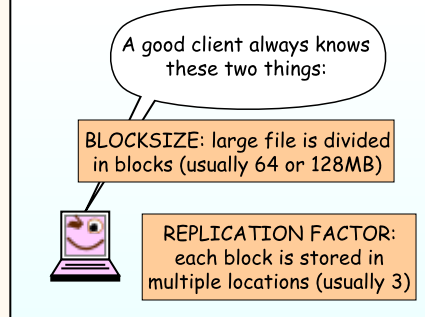 A good client always knows
these two things:
BLOCKSIZE: large file is divided
in blocks (usually 64 or 128MB)
REPLICATION FACTOR:
each block is stored in
multiple locations (usually 3)